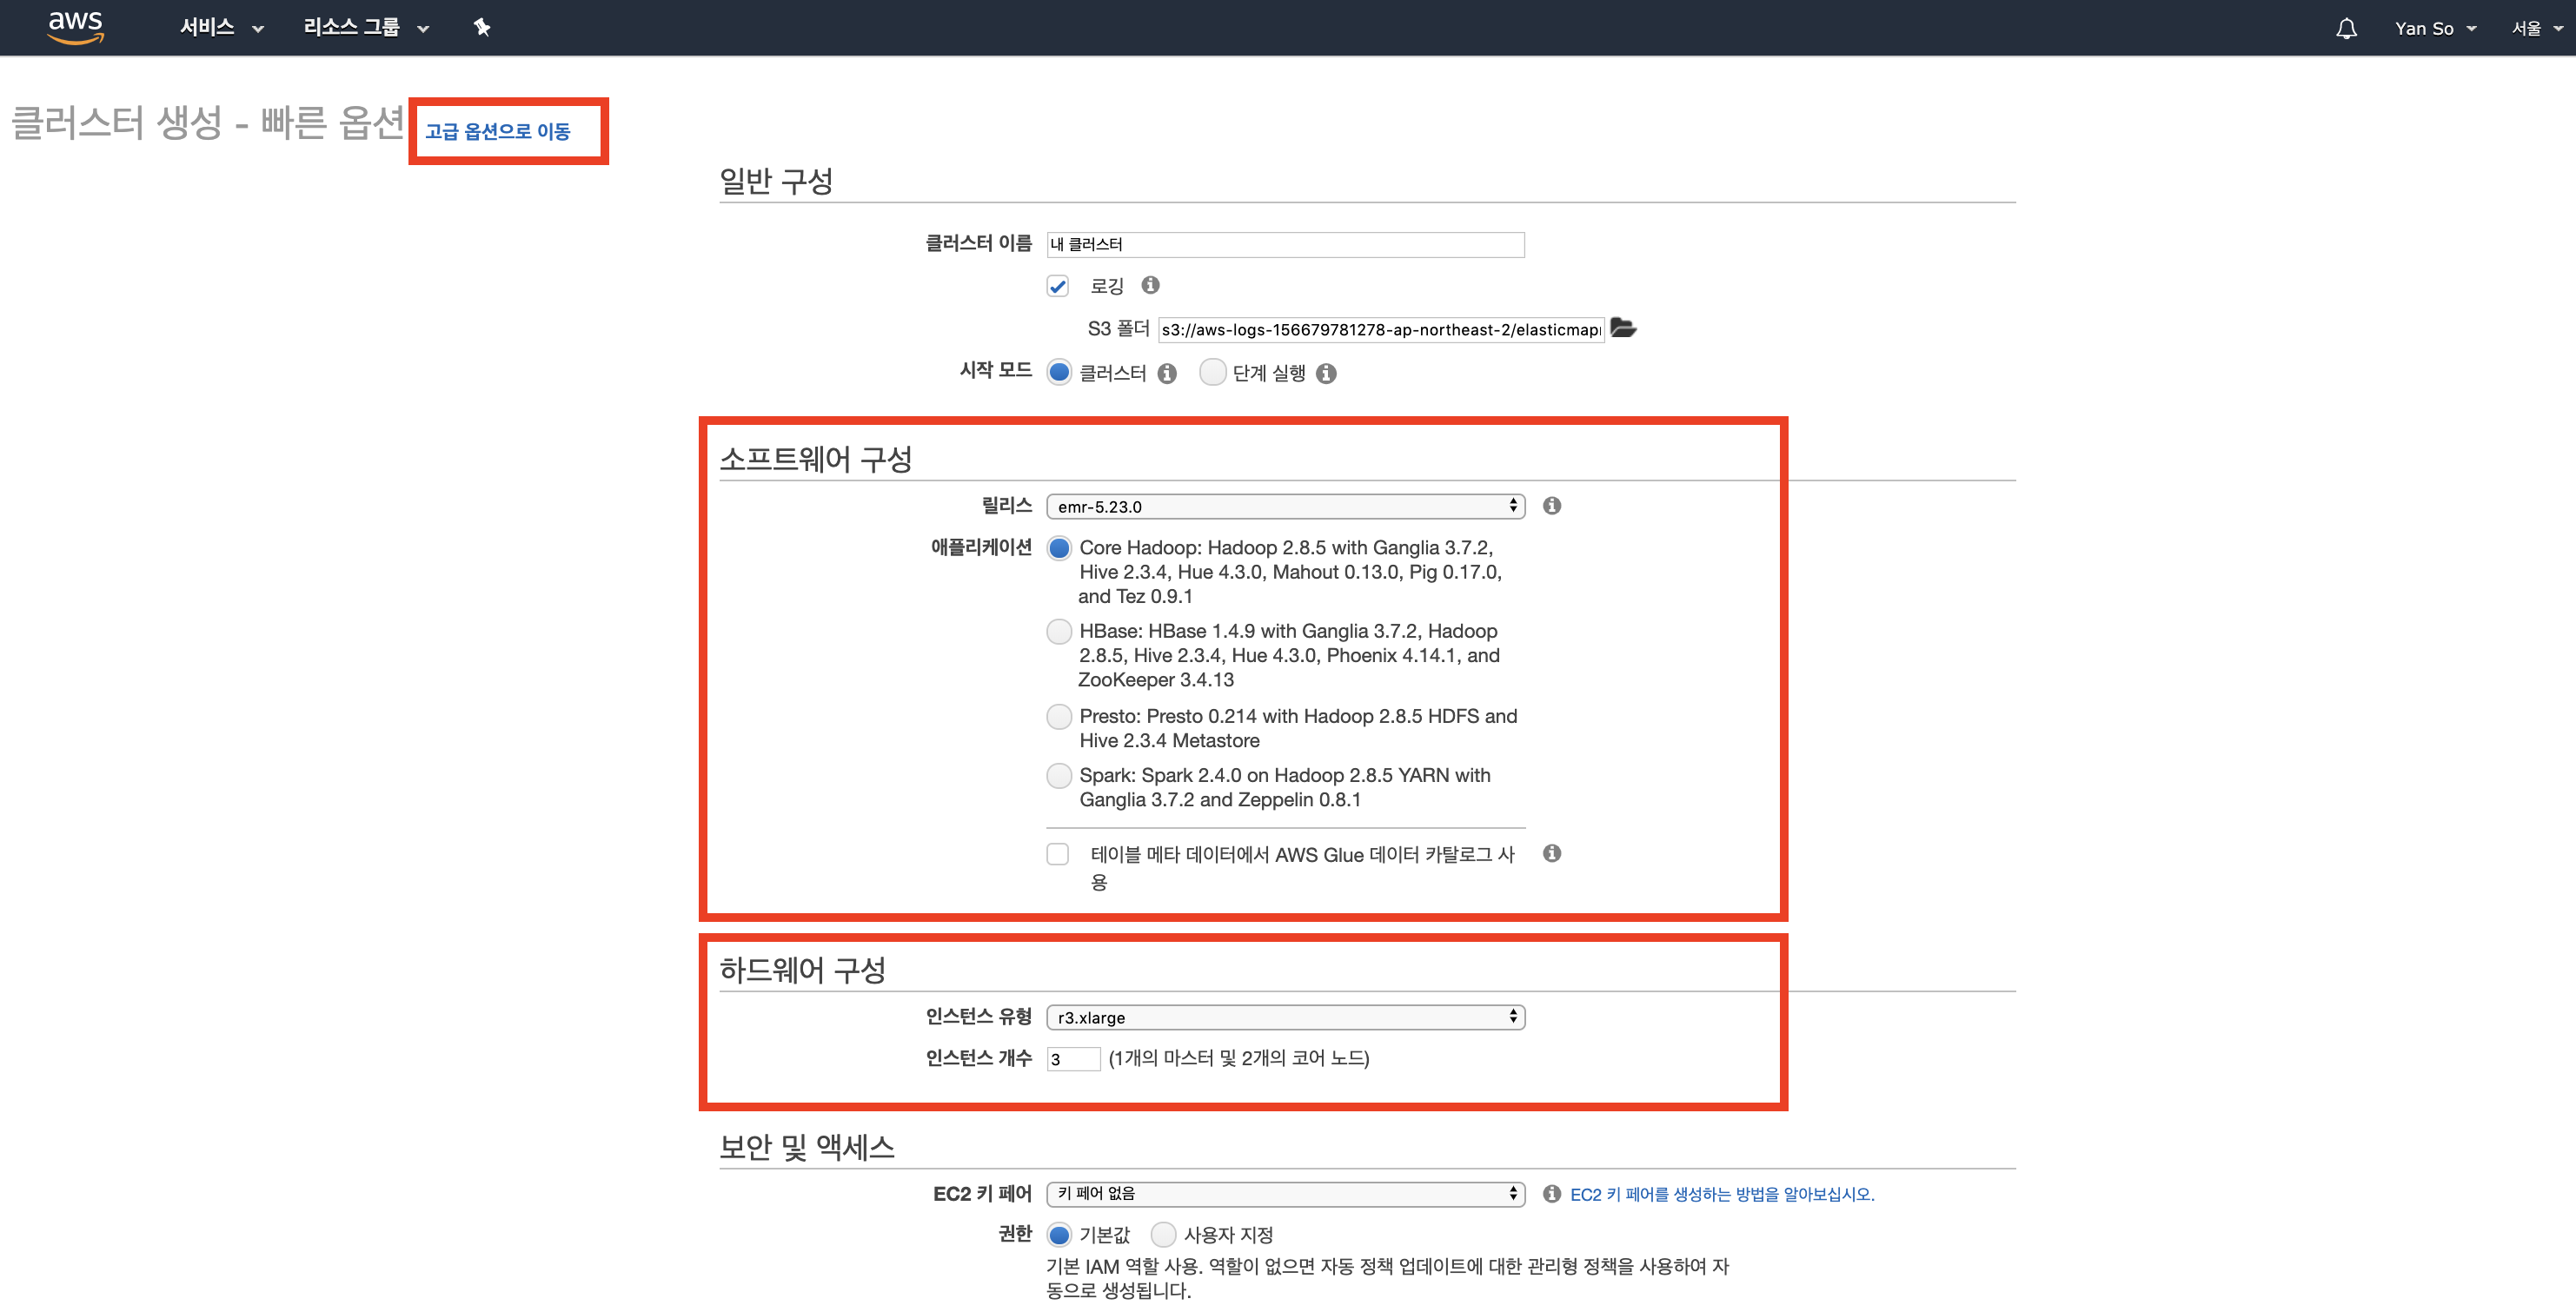 aws 서비스 리소스 그룹 Yan So 서울
클러스터 생성 - 빠른 옵션 고급 옵션으로 이동
일반 구성
클러스터 이름 내 클러스터
로깅
S3 폴더 s3://aws-logs-156679781278-ap-northeast-2/elasticmap
시작 모드 클러스터 단계 실행
소프트웨어 구성
릴리스 emr-5.23.0
애플리케이션 Core Hadoop: Hadoop 2.8.5 with Ganglia 3.7.2,
Hive 2.3.4, Hue 4.3.0, Mahout 0.13.0, Pig 0.17.0,
and Tez 0.9.1
HBase: HBase 1.4.9 with Ganglia 3.7.2, Hadoop
2.8.5, Hive 2.3.4, Hue 4.3.0, Phoenix 4.14.1, and
ZooKeeper 3.4.13
Presto: Presto 0.214 with Hadoop 2.8.5 HDFS and
Hive 2.3.4 Metastore
Spark: Spark 2.4.0 on Hadoop 2.8.5 YARN with
Ganglia 3.7.2 and Zeppelin 0.8.1
테이블 메타 데이터에서 AWS Glue 데이터 카탈로그 사
용
하드웨어 구성
인스턴스 유형 r3.xlarge
인스턴스 개수 3 (1개의 마스터 및 2개의 코어 노드)
보안 및 액세스
EC2 키 페어 키 페어 없음 EC2 키 페어를 생성하는 방법을 알아보십시오.
권한 기본값 사용자 지정
기본 IAM 역할 사용. 역할이 없으면 자동 정책 업데이트에 대한 관리형 정책을 사용하여 자
동으로 생성됩니다.